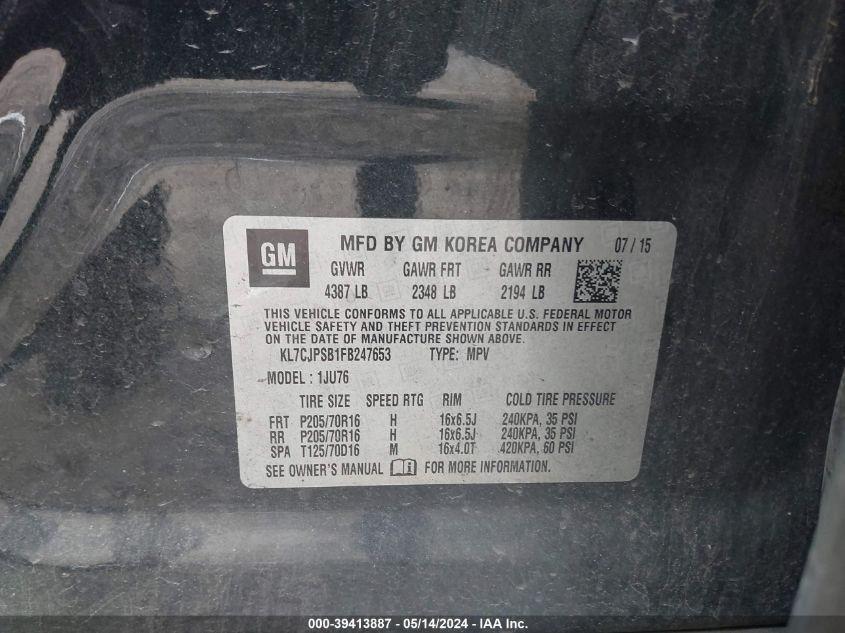 GM
MFD BY GM KOREA COMPANY 07 / 15
GVWR GAWR FRT GAWR RR
4387 LB 2348 LB 2194 LB
THIS VEHICLE CONFORMS TO ALL APPLICABLE U.S. FEDERAL MOTOR
VEHICLE SAFETY AND THEFT PREVENTION STANDARDS IN EFFECT
ON THE DATE OF MANUFACTURE SHOWN ABOVE.
KL7CJPSB1FB247653 TYPE: MPV
MODEL : 1JU76
TIRE SIZE SPEED RTG RIM COLD TIRE PRESSURE
FRT P205/70R16 H 16x6.5J 240KPA, 35 PSI
RR P205/70R16 H 16x6.5J 240KPA, 35 PSI
SPA T125/70D16 M 16x4.0T 420KPA, 60 PSI
SEE OWNER'S MANUAL FOR MORE INFORMATION.
000-39413887 / 05/14/2024 - IAA Inc.